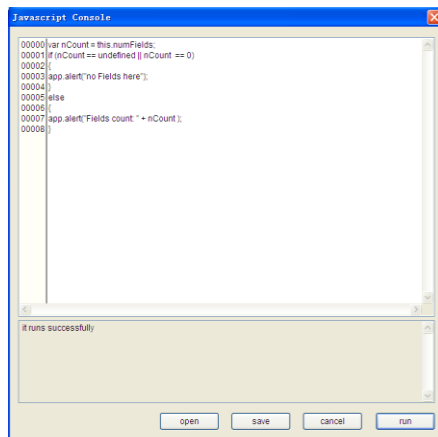 Javascript Console
00000 var nCount = this.numFields;
00001 if (nCount == undefined || nCount == 0)
00002 {
00003 app.alert("no Fields here");
00004 }
00005 else
00006 {
00007 app.alert("Fields count: " + nCount );
00008 }
it runs successfully
open save cancel run